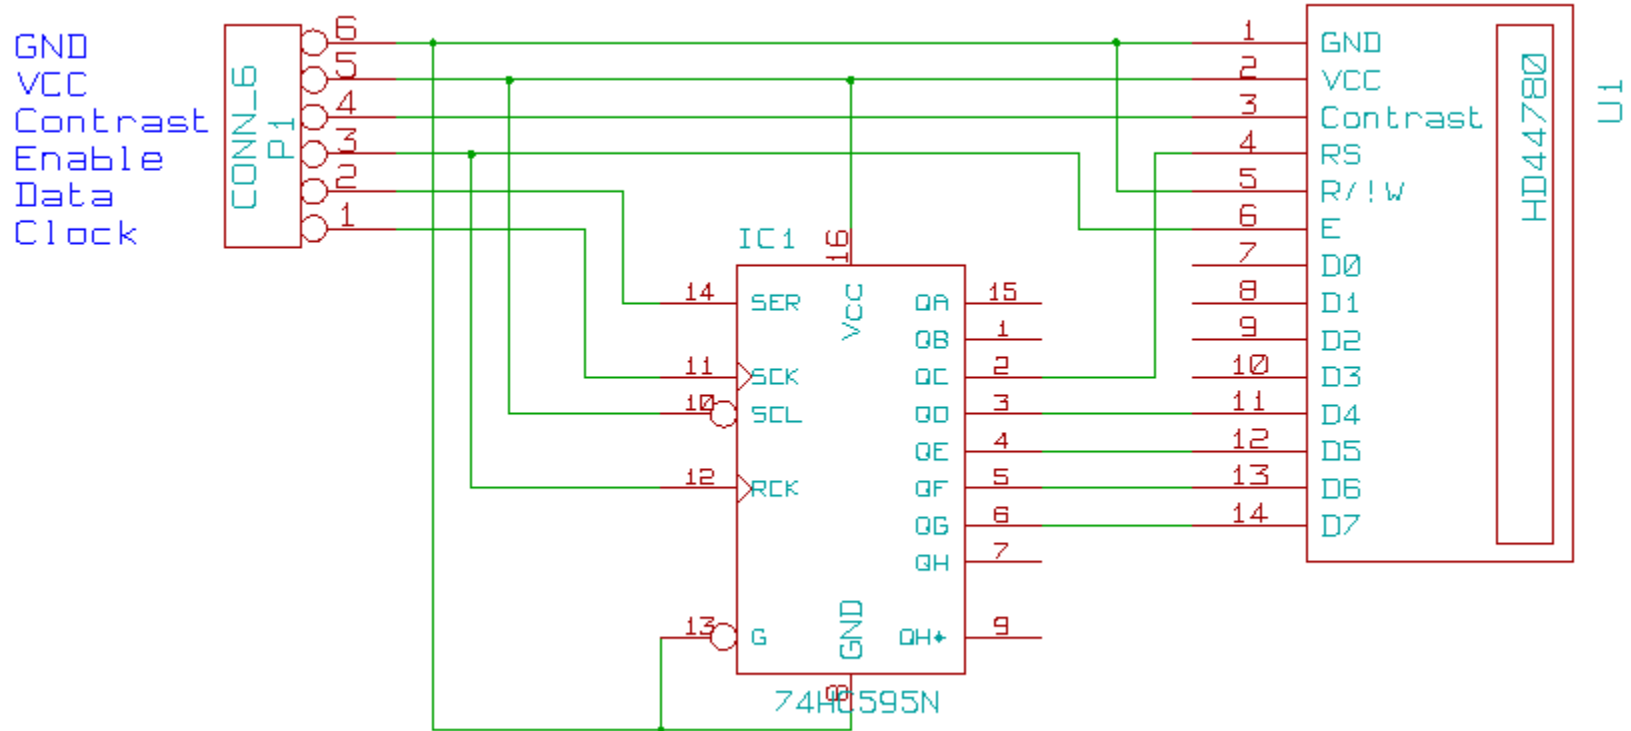 GND
VCC
Contrast
Enable
Data
Clock
CONN_6
P1
6
5
4
3
2
1
IC1
16
VCC
14 SER
11 SCK
10 SCL
12 RCK
13 G
QA 15
QB 1
QC 2
QD 3
QE 4
QF 5
QG 6
QH 7
QH* 9
GND
8
74HC595N
1 GND
2 VCC
3 Contrast
4 RS
5 R/!W
6 E
7 D0
8 D1
9 D2
10 D3
11 D4
12 D5
13 D6
14 D7
HD44780
U1